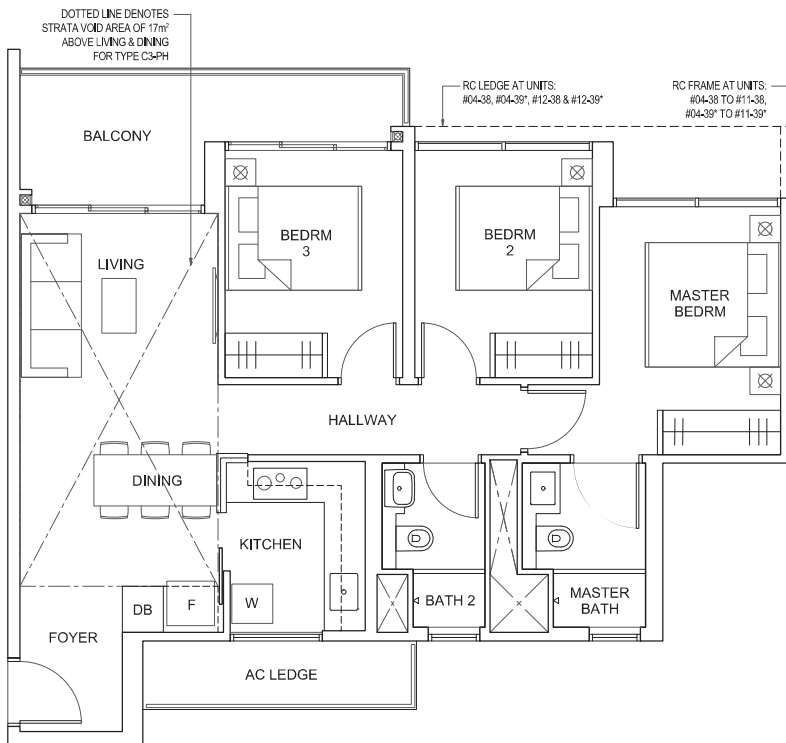 DOTTED LINE DENOTES
STRATA VOID AREA OF 17m²
ABOVE LIVING & DINING
FOR TYPE C3-PH
RC LEDGE AT UNITS:
#04-38, #04-39*, #12-38 & #12-39*
RC FRAME AT UNITS:
#04-38 TO #11-38,
#04-39* TO #11-39*
BALCONY
LIVING
BEDRM
3
BEDRM
2
MASTER
BEDRM
HALLWAY
DINING
KITCHEN
DB
F
W
BATH 2
MASTER
BATH
FOYER
AC LEDGE